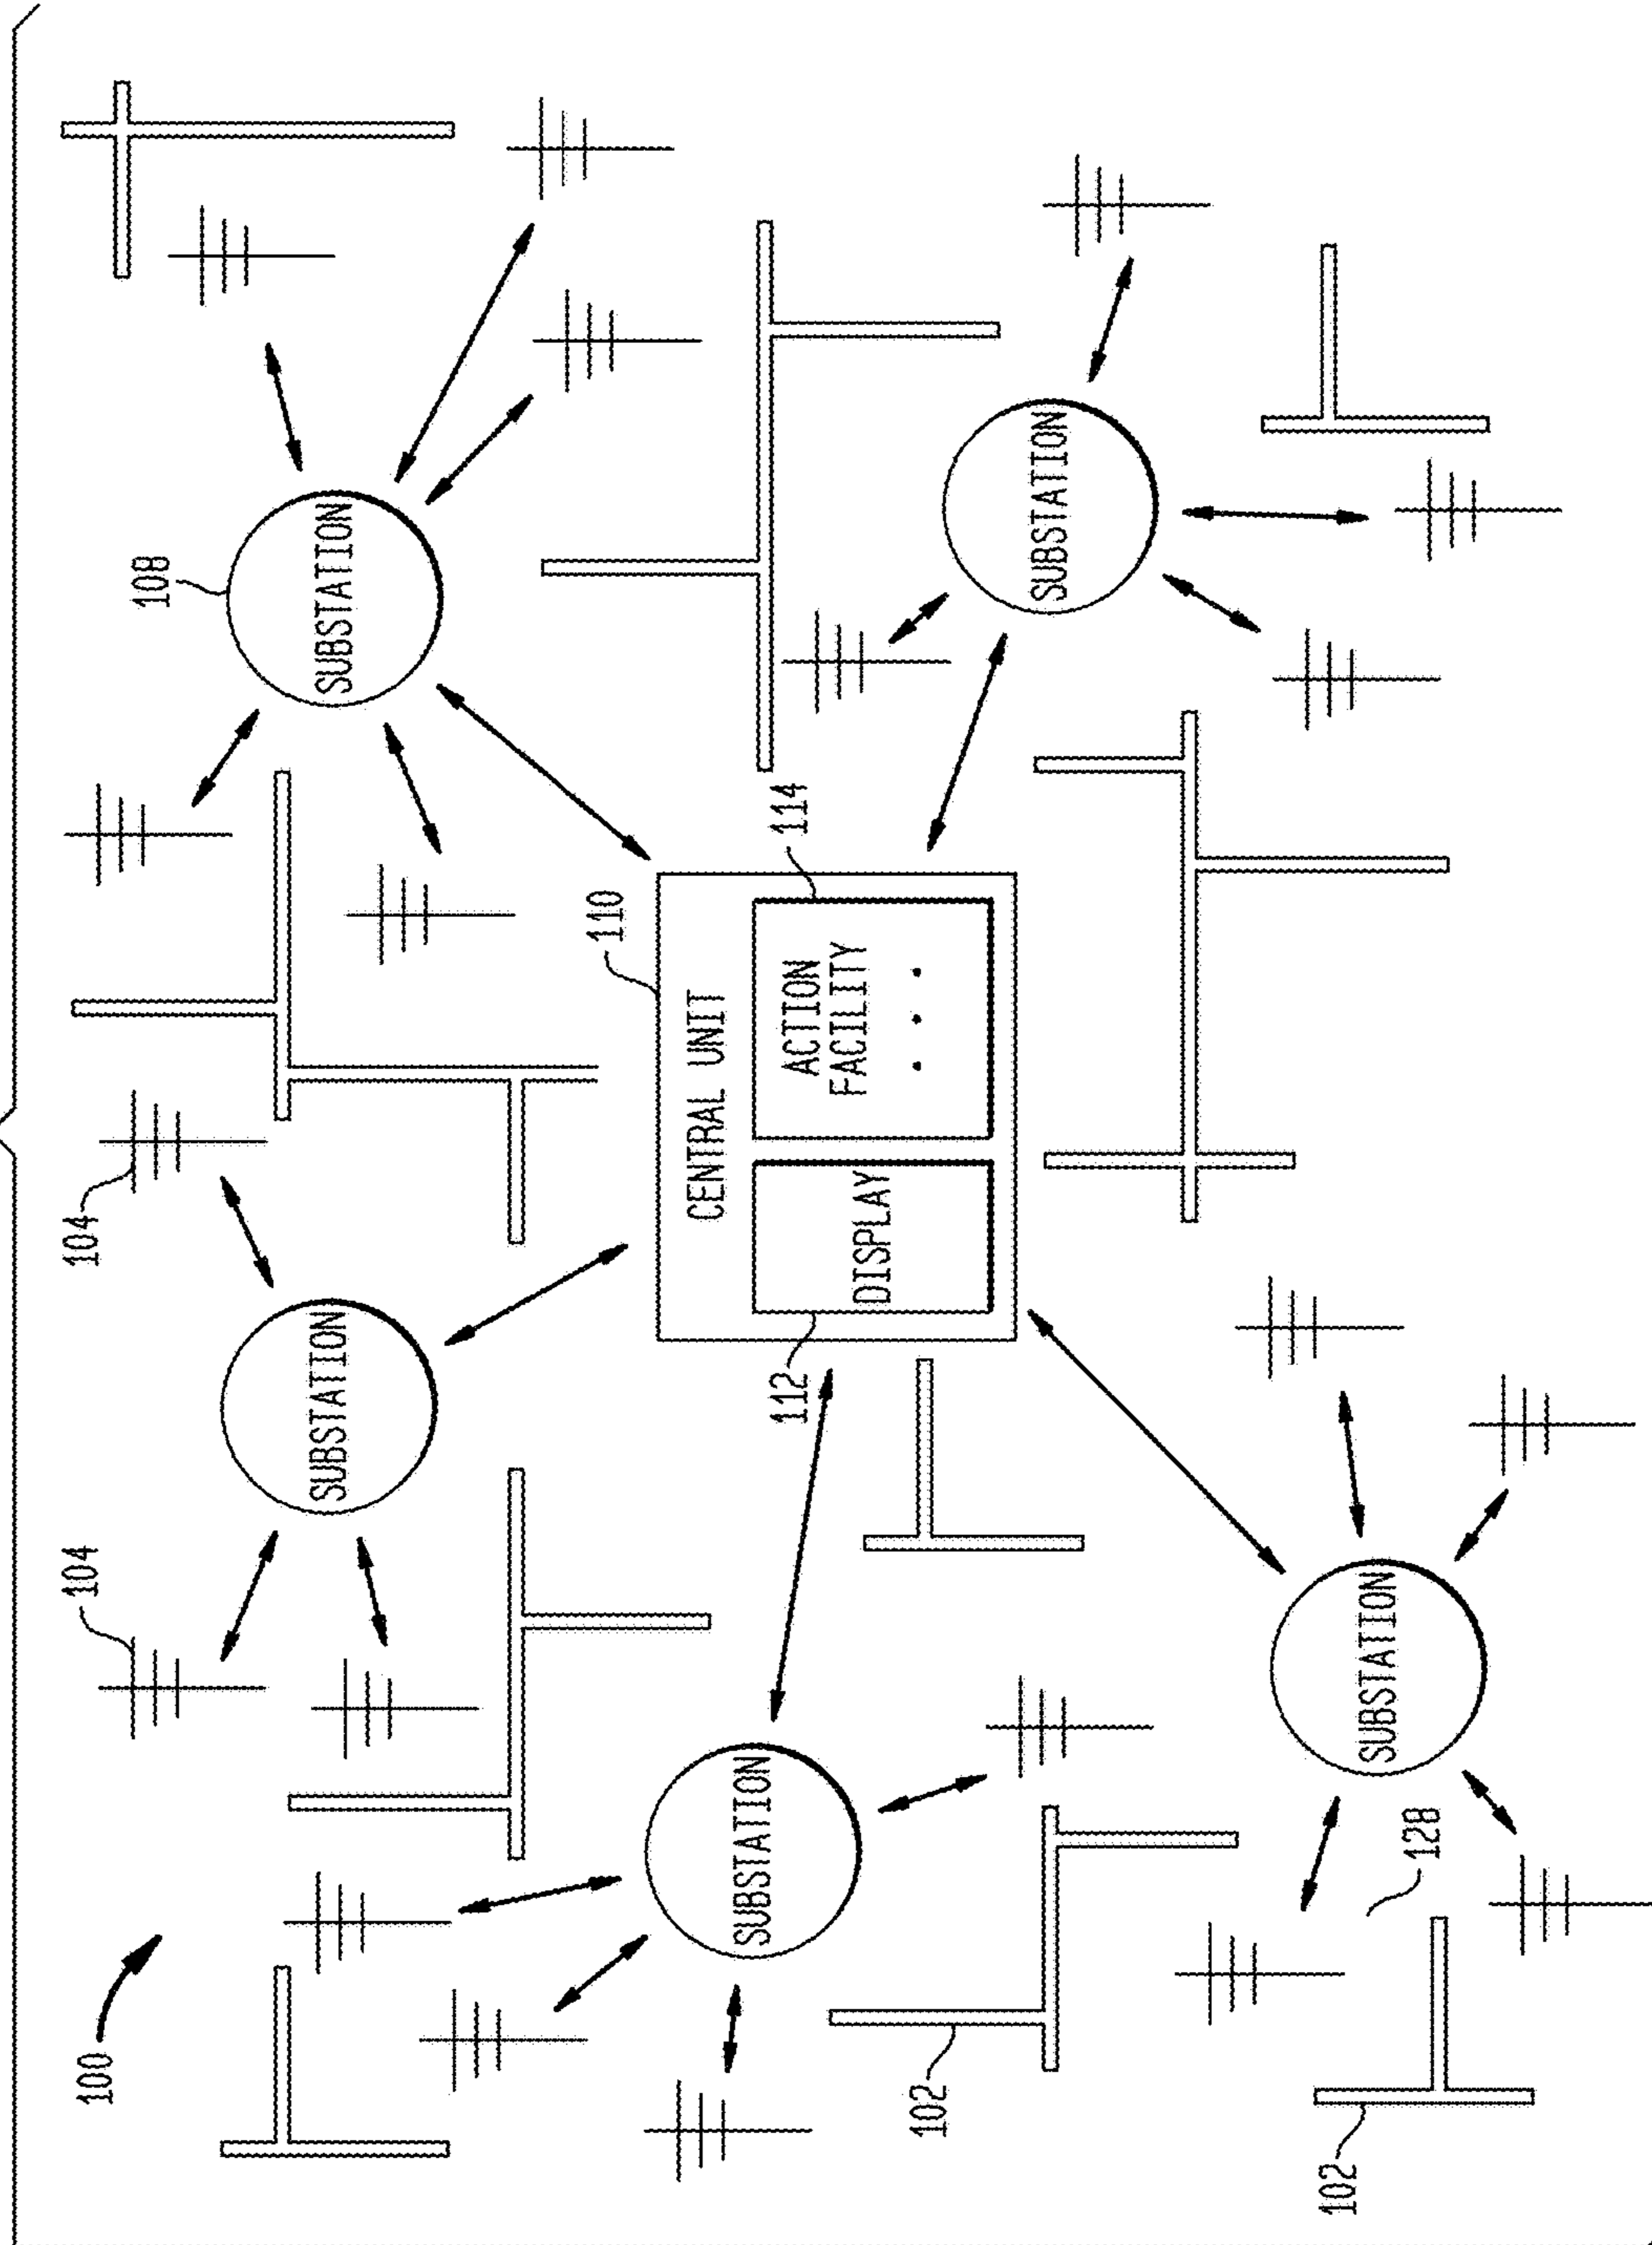 100
104
104
108
SUBSTATION
SUBSTATION
110
CENTRAL UNIT
SUBSTATION
112
114
DISPLAY
ACTION
FACILITY
102
SUBSTATION
102
SUBSTATION
128